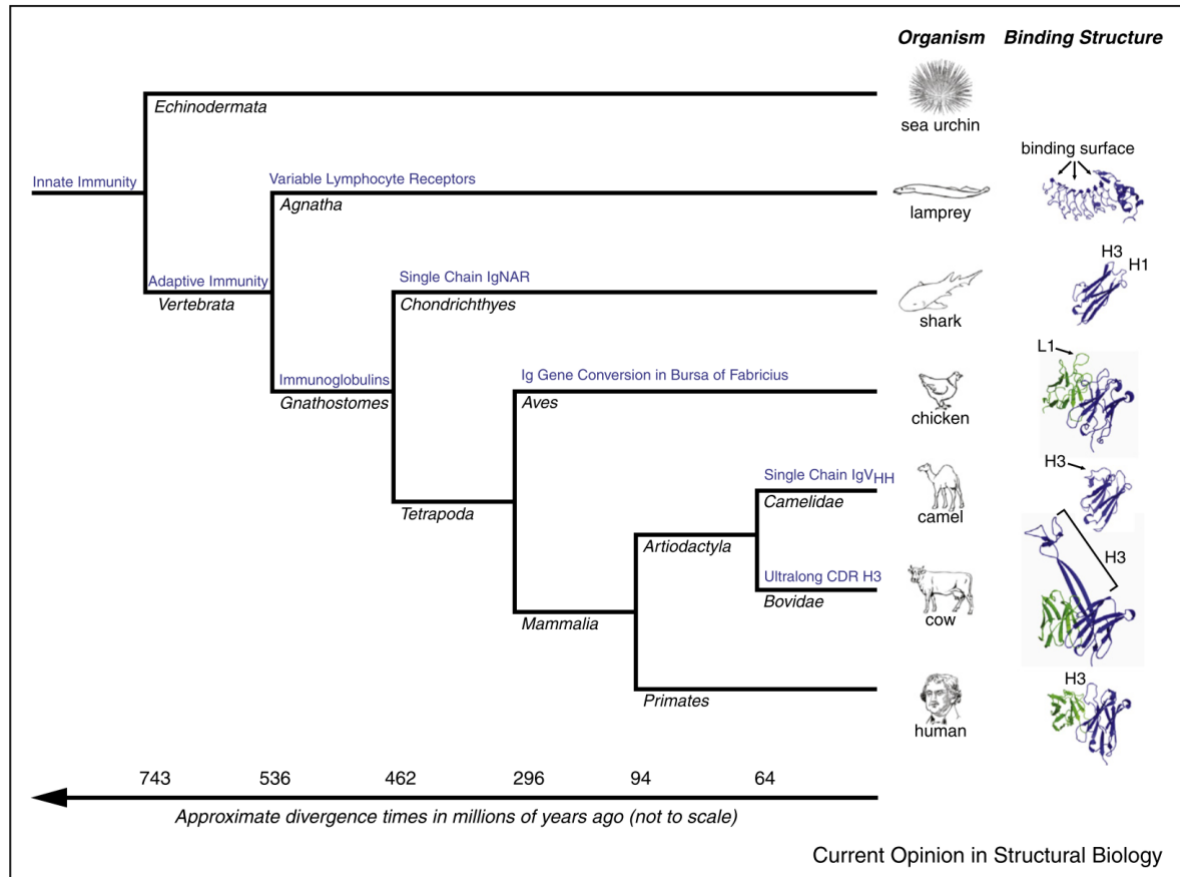 Organism Binding Structure
Echinodermata
sea urchin
binding surface
Innate Immunity
Variable Lymphocyte Receptors
Agnatha
lamprey
H3
H1
Adaptive Immunity
Vertebrata
Single Chain IgNAR
Chondrichthyes
shark
L1
Immunoglobulins
Gnathostomes
Ig Gene Conversion in Bursa of Fabricius
Aves
chicken
H3
Single Chain IgVHH
Camelidae
camel
Tetrapoda
Artiodactyla
H3
Ultralong CDR H3
Bovidae
cow
Mammalia
H3
Primates
human
743 536 462 296 94 64
Approximate divergence times in millions of years ago (not to scale)
Current Opinion in Structural Biology